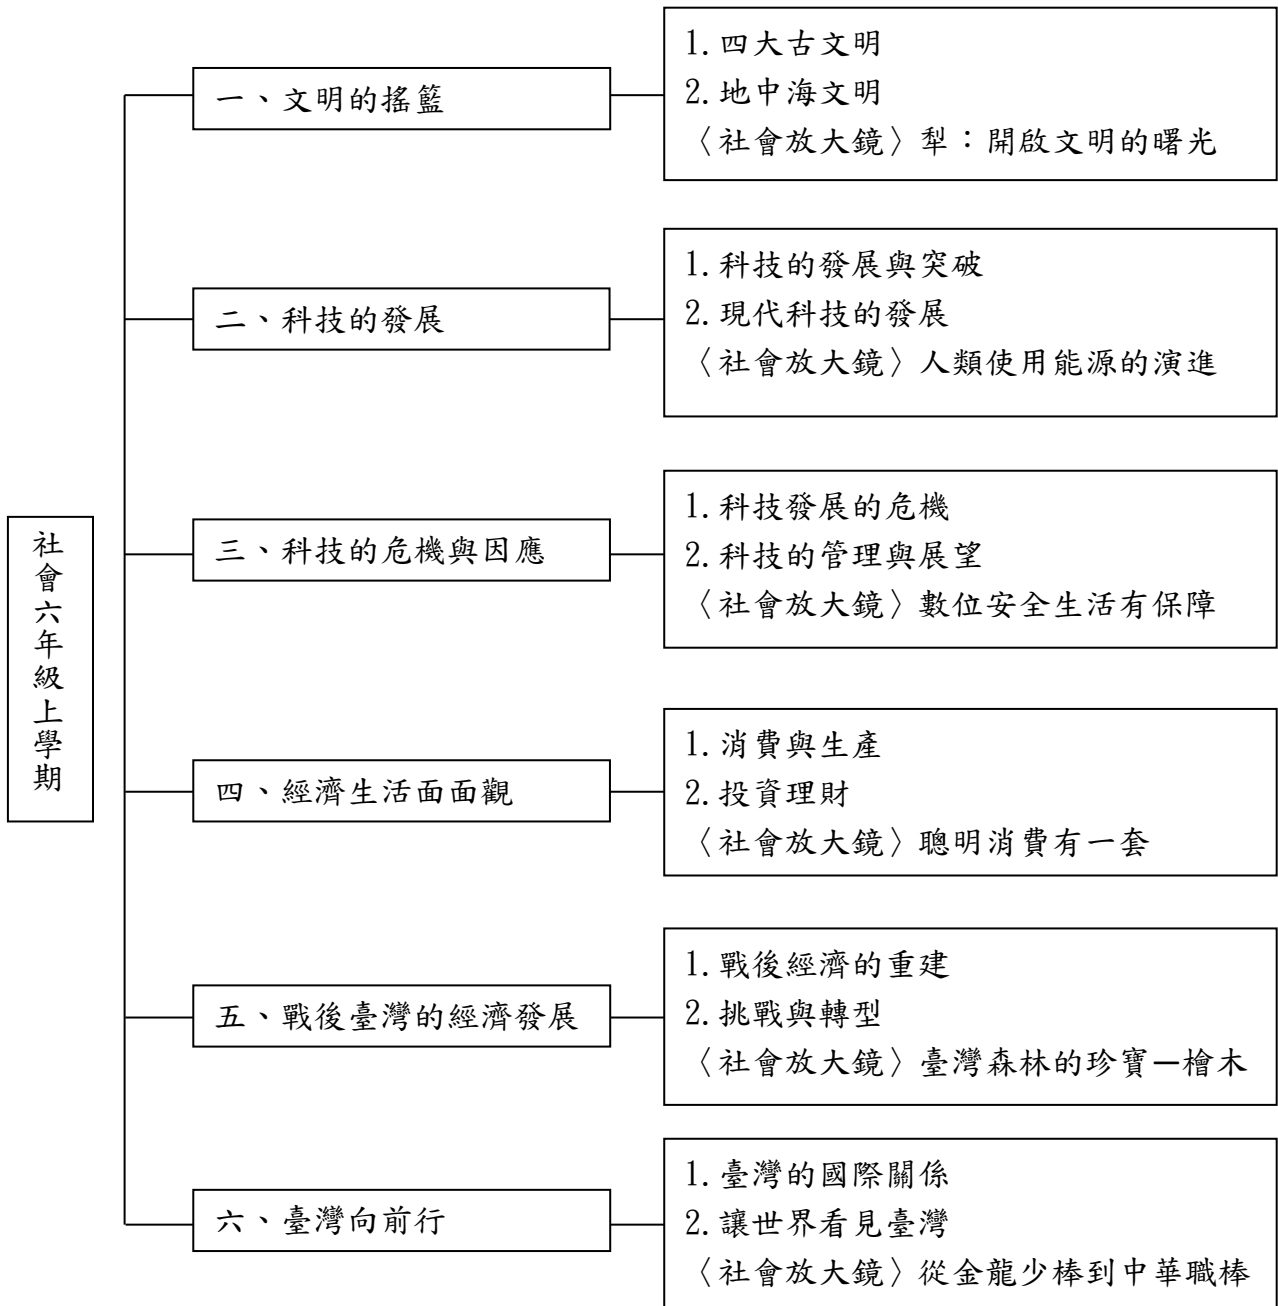 社會六年級上學期
一、文明的搖籃
1.四大古文明
2.地中海文明
〈社會放大鏡〉犁：開啟文明的曙光
二、科技的發展
1.科技的發展與突破
2.現代科技的發展
〈社會放大鏡〉人類使用能源的演進
三、科技的危機與因應
1.科技發展的危機
2.科技的管理與展望
〈社會放大鏡〉數位安全生活有保障
四、經濟生活面面觀
1.消費與生產
2.投資理財
〈社會放大鏡〉聰明消費有一套
五、戰後臺灣的經濟發展
1.戰後經濟的重建
2.挑戰與轉型
〈社會放大鏡〉臺灣森林的珍寶—檜木
六、臺灣向前行
1.臺灣的國際關係
2.讓世界看見臺灣
〈社會放大鏡〉從金龍少棒到中華職棒